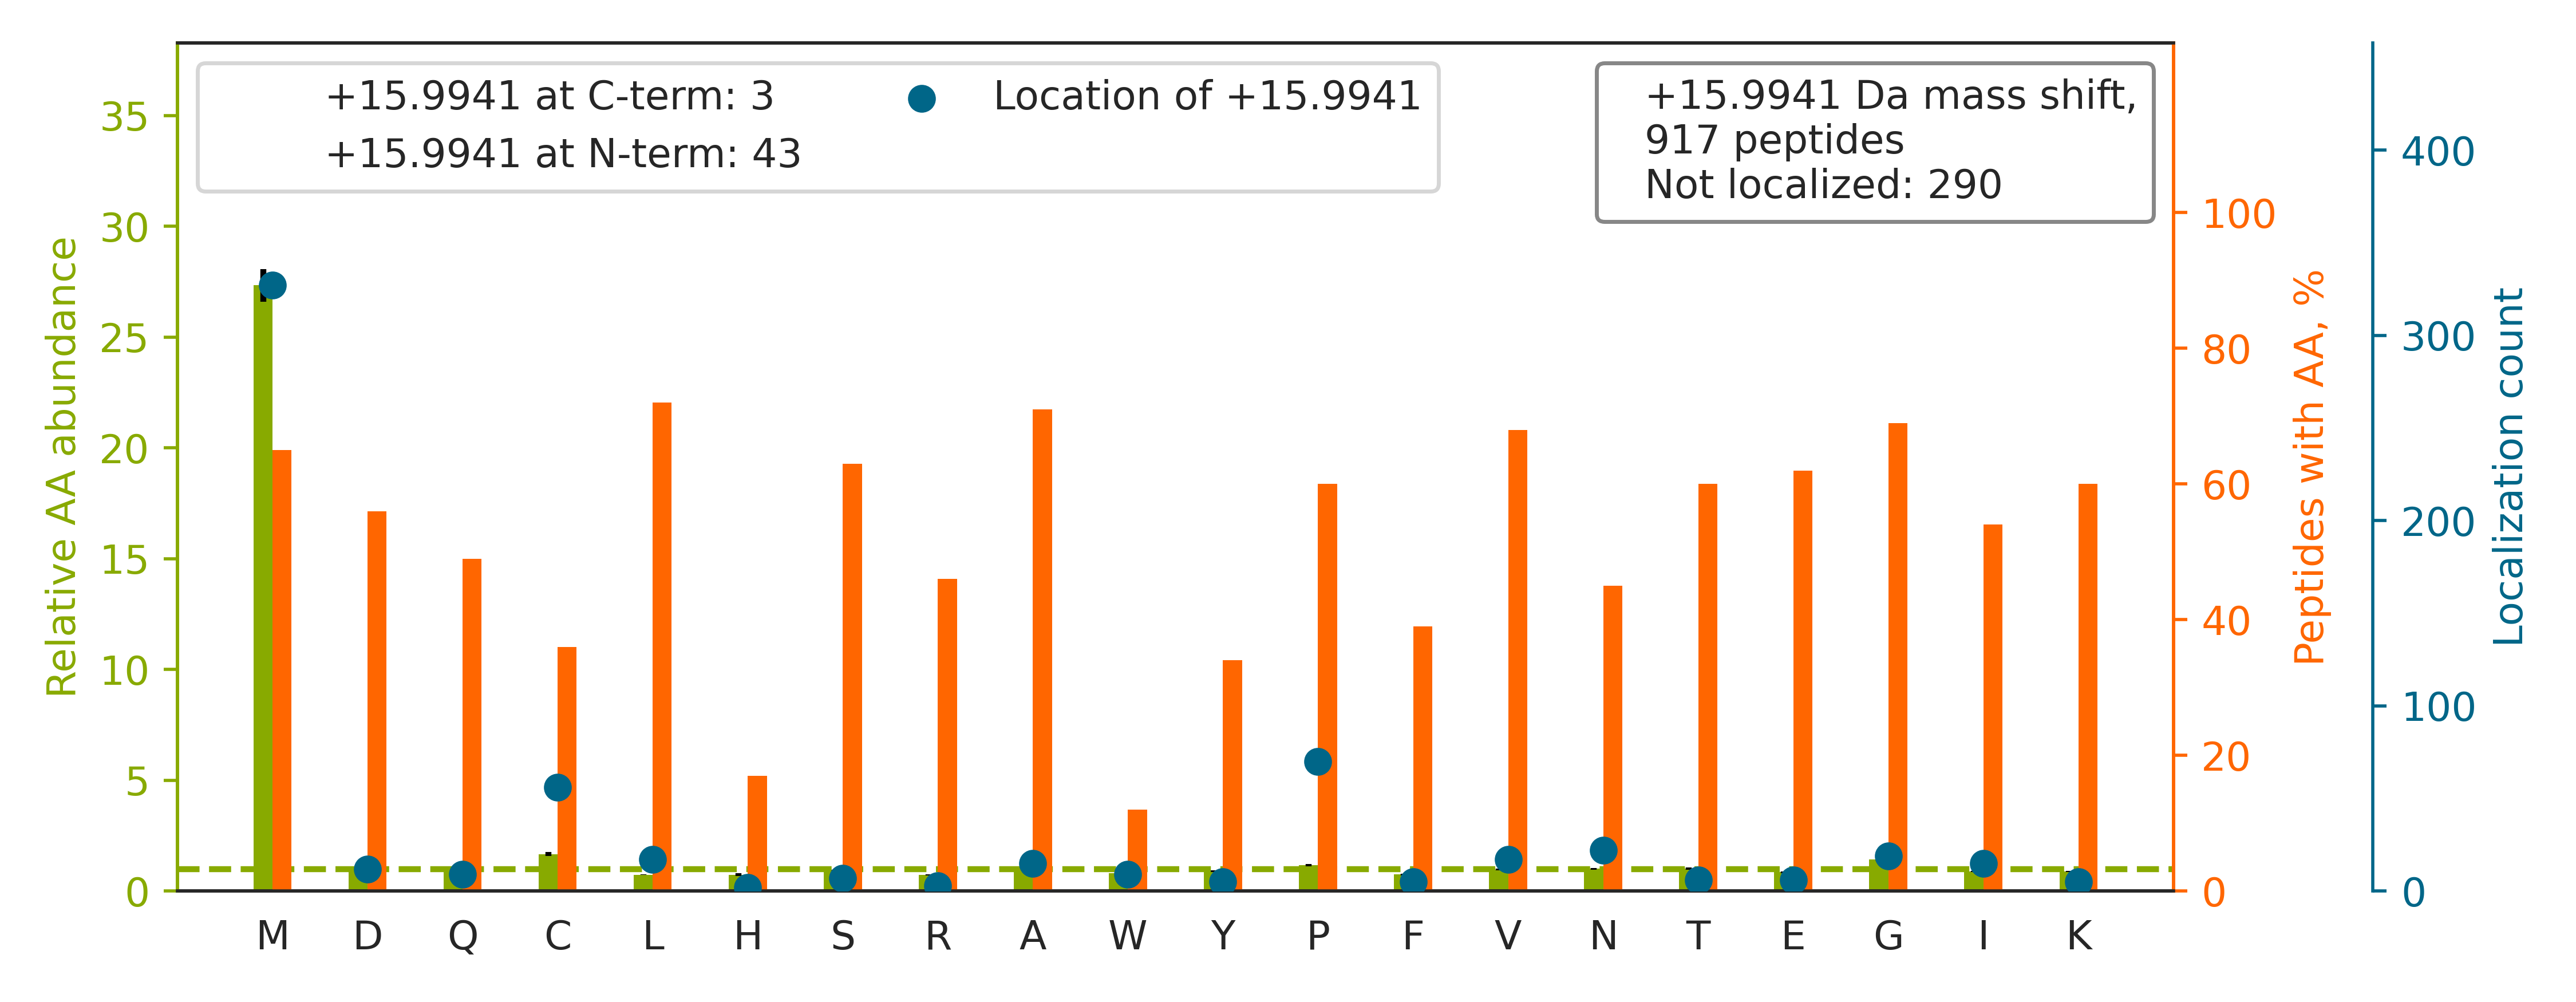 +15.9941 at C-term: 3
+15.9941 at N-term: 43
Location of +15.9941
+15.9941 Da mass shift,
917 peptides
Not localized: 290
Relative AA abundance
35
30
25
20
15
10
5
0
M D Q C L H S R A W Y P F V N T E G I K
100
80
60
40
20
0
Peptides with AA, %
400
300
200
100
0
Localization count